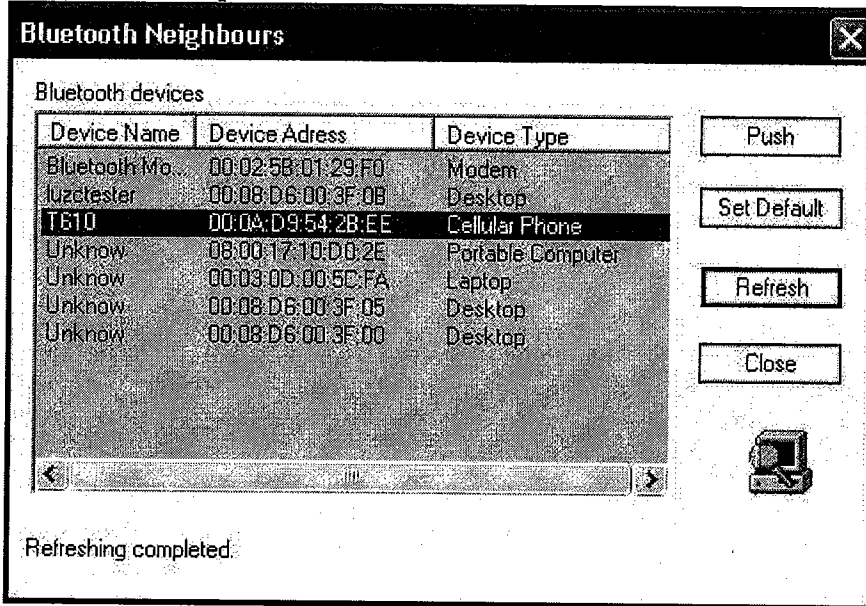 Bluetooth Neighbours
Bluetooth devices
Device Name Device Adress Device Type
Bluetooth Mo... 00:02:5B:01:29:F0 Modem
luzctester 00:08:D6:00:3F:0B Desktop
T610 00:0A:D9:54:2B:EE Cellular Phone
Unknow 08:00:17:10:D0:2E Portable Computer
Unknow 00:03:0D:00:5C:FA Laptop
Unknow 00:08:D6:00:3F:05 Desktop
Unknow 00:08:D6:00:3F:00 Desktop
Push
Set Default
Refresh
Close
Refreshing completed.